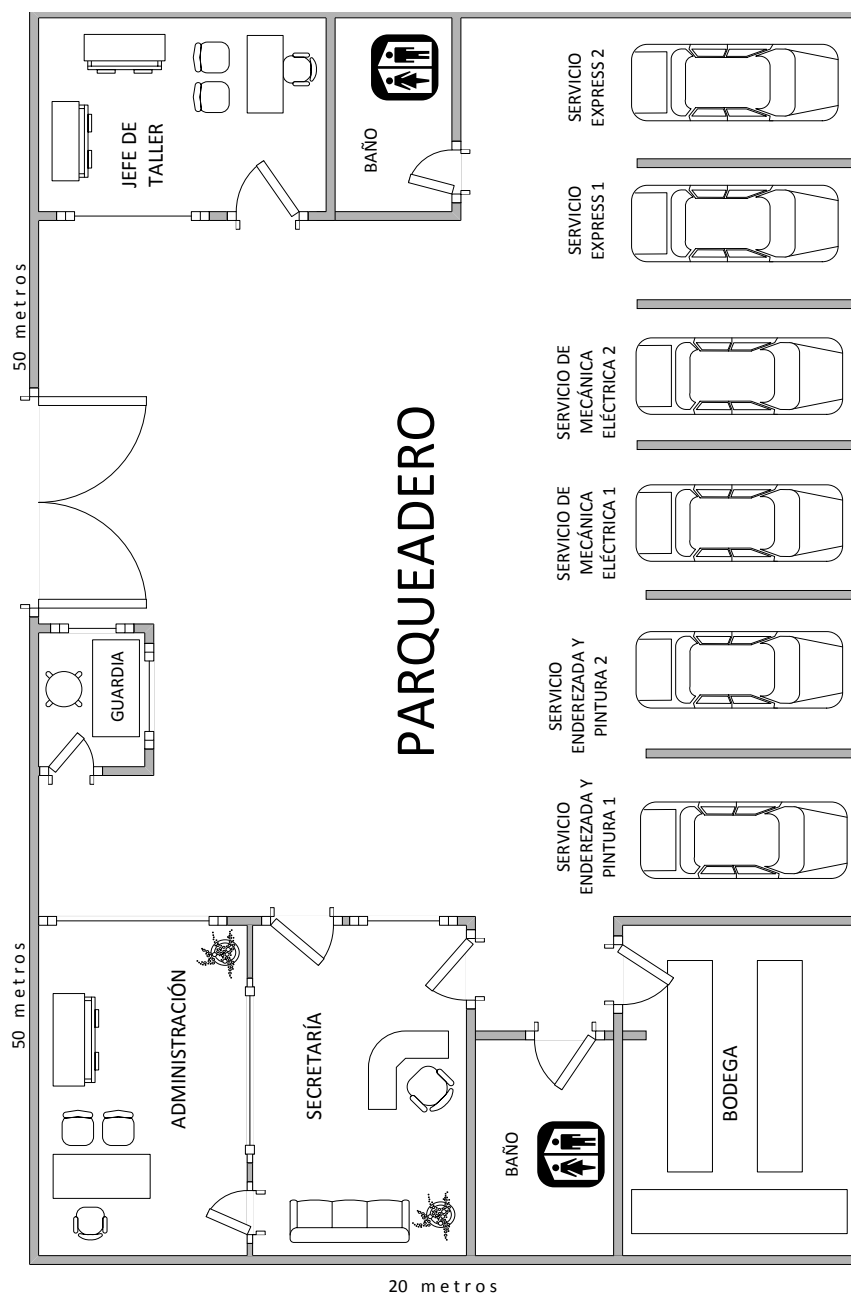 50 metros
50 metros
20 metros
JEFE DE
TALLER
BAÑO
SERVICIO
EXPRESS 2
SERVICIO
EXPRESS 1
SERVICIO DE
MECÁNICA
ELÉCTRICA 2
SERVICIO DE
MECÁNICA
ELÉCTRICA 1
SERVICIO
ENDEREZADA Y
PINTURA 2
SERVICIO
ENDEREZADA Y
PINTURA 1
PARQUEADERO
GUARDIA
ADMINISTRACIÓN
SECRETARÍA
BAÑO
BODEGA